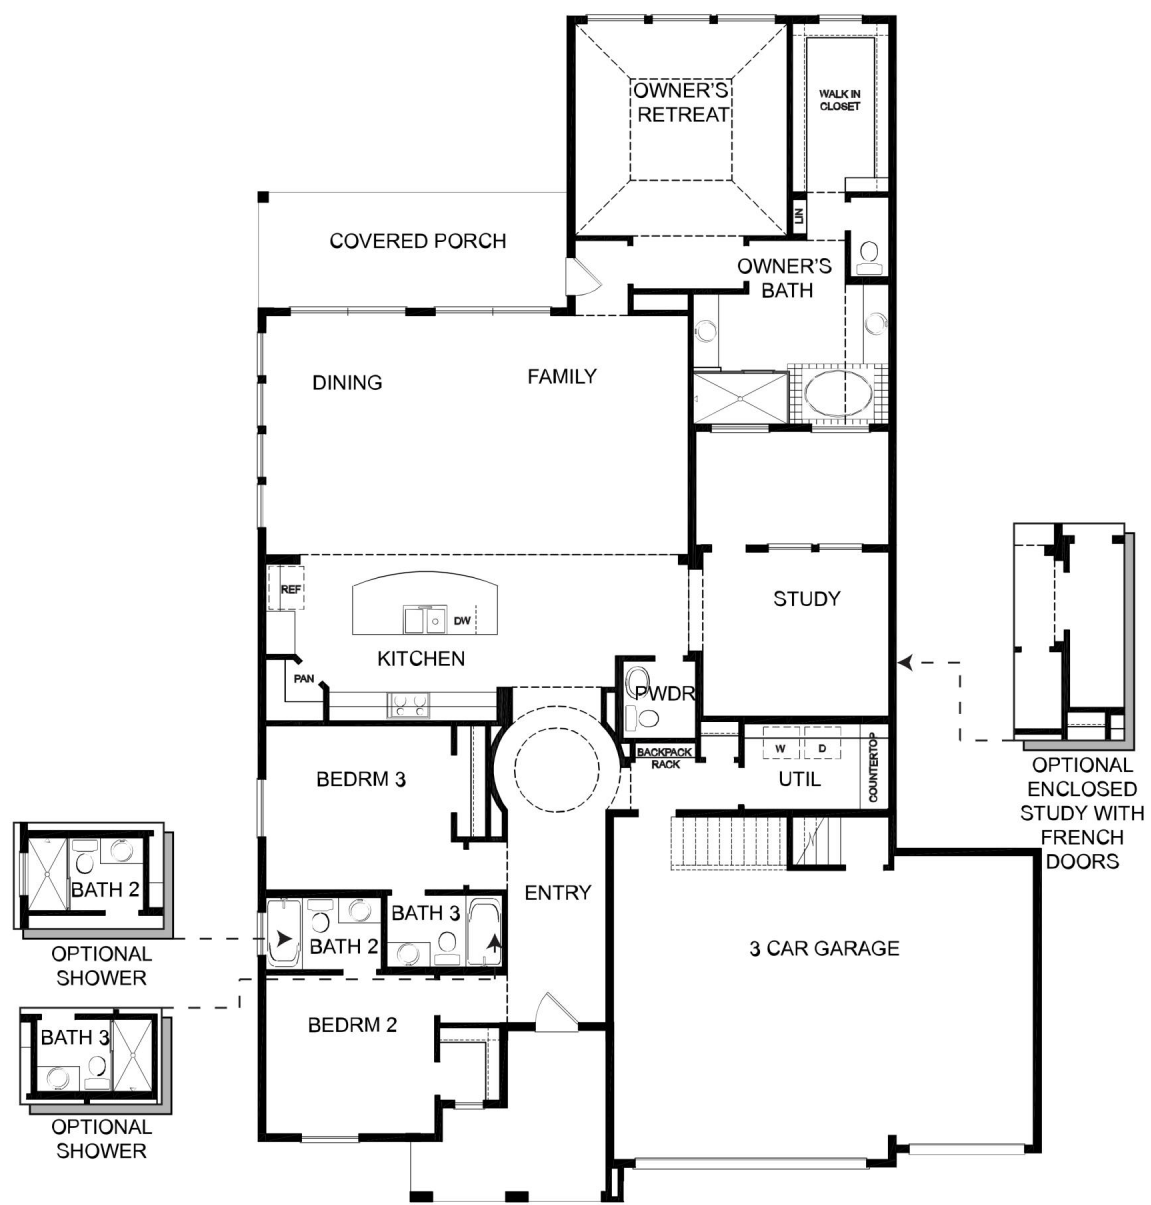 OWNER'S
RETREAT
WALK IN
CLOSET
LIN
COVERED PORCH
OWNER'S
BATH
DINING
FAMILY
REF
DW
STUDY
KITCHEN
PAN
PWDR
BACKPACK
RACK
W
D
UTIL
COUNTERTOP
BEDRM 3
OPTIONAL
ENCLOSED
STUDY WITH
FRENCH
DOORS
BATH 2
OPTIONAL
SHOWER
BATH 3
BATH 2
ENTRY
3 CAR GARAGE
BEDRM 2
BATH 3
OPTIONAL
SHOWER